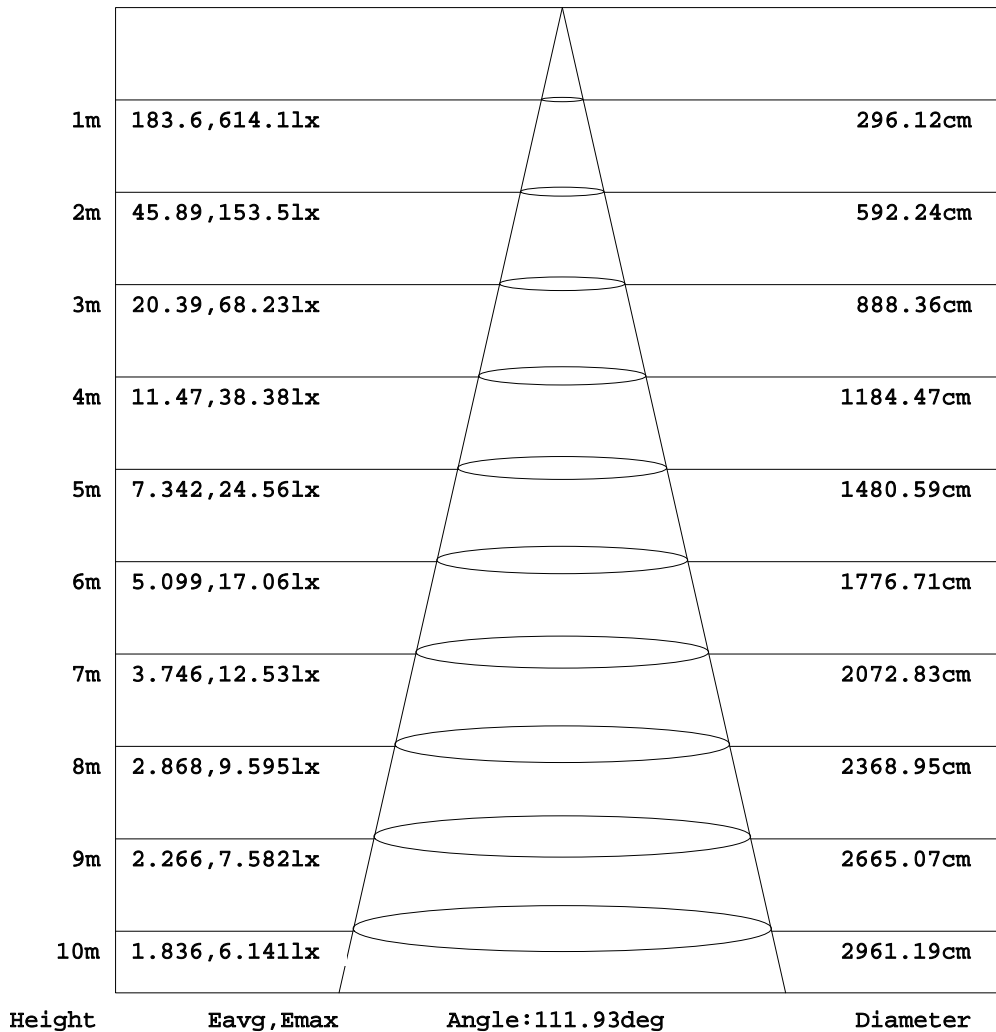 1m 183.6,614.1lx 296.12cm
2m 45.89,153.5lx 592.24cm
3m 20.39,68.23lx 888.36cm
4m 11.47,38.38lx 1184.47cm
5m 7.342,24.56lx 1480.59cm
6m 5.099,17.06lx 1776.71cm
7m 3.746,12.53lx 2072.83cm
8m 2.868,9.595lx 2368.95cm
9m 2.266,7.582lx 2665.07cm
10m 1.836,6.141lx 2961.19cm
Height Eavg,Emax Angle:111.93deg Diameter